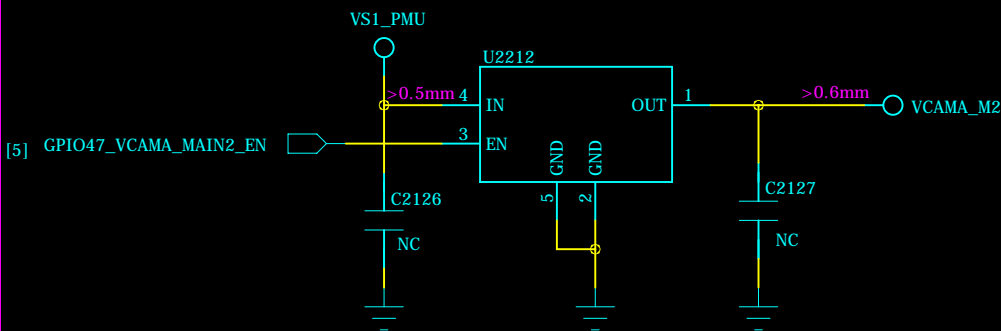 VS1_PMU
U2212
>0.5mm
4
IN
OUT
1
>0.6mm
VCAMA_M2
[5]
GPIO47_VCAMA_MAIN2_EN
3
EN
GND
GND
5
2
C2126
NC
C2127
NC